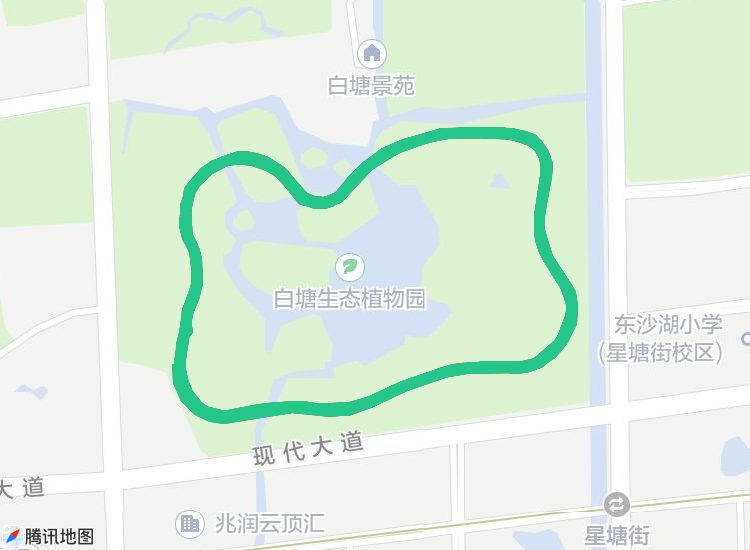 白塘景苑
白塘生态植物园
东沙湖小学
(星塘街校区)
现代大道
大道
兆润云顶汇
星塘街
腾讯地图